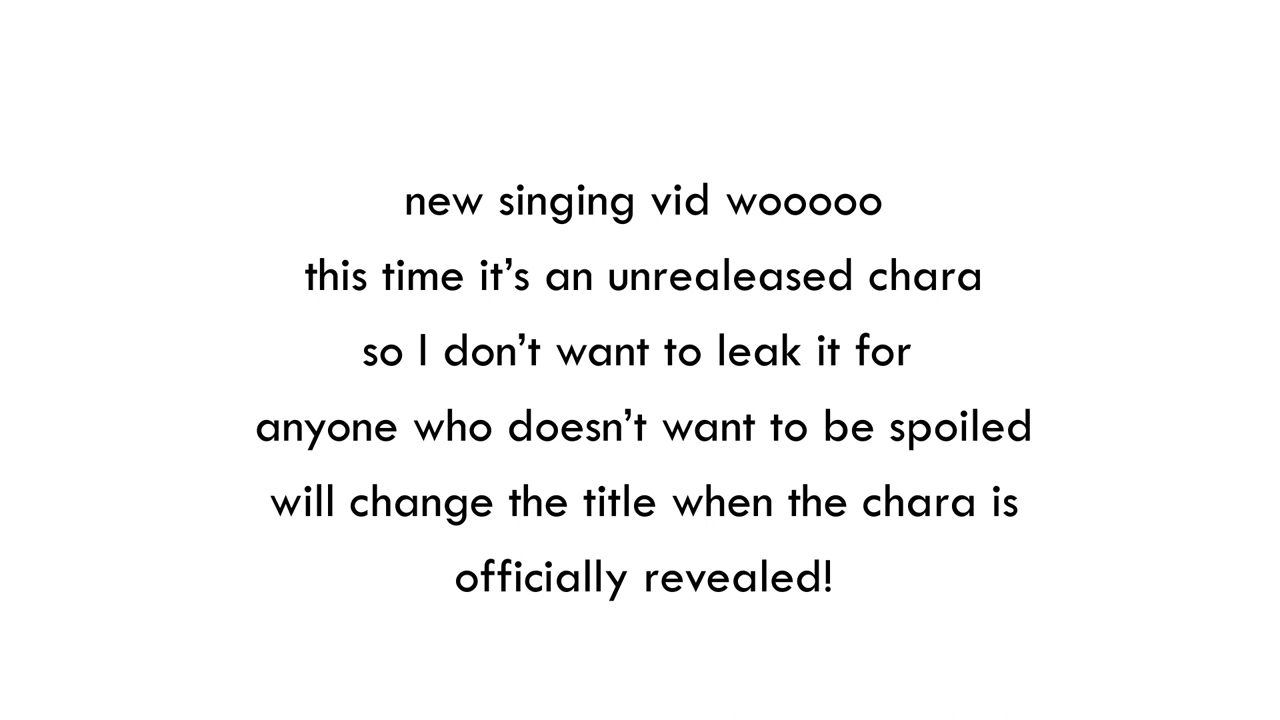 new singing vid wooooo
this time it’s an unrealeased chara
so I don’t want to leak it for
anyone who doesn’t want to be spoiled
will change the title when the chara is
officially revealed!